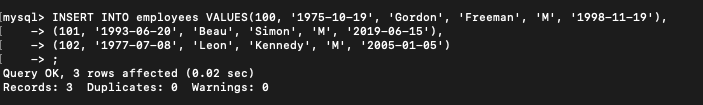 [mysql> INSERT INTO employees VALUES(100, '1975-10-19', 'Gordon', 'Freeman', 'M', '1998-11-19'),
[    -> (101, '1993-06-20', 'Beau', 'Simon', 'M', '2019-06-15'),
[    -> (102, '1977-07-08', 'Leon', 'Kennedy', 'M', '2005-01-05')
    -> ;
Query OK, 3 rows affected (0.02 sec)
Records: 3  Duplicates: 0  Warnings: 0